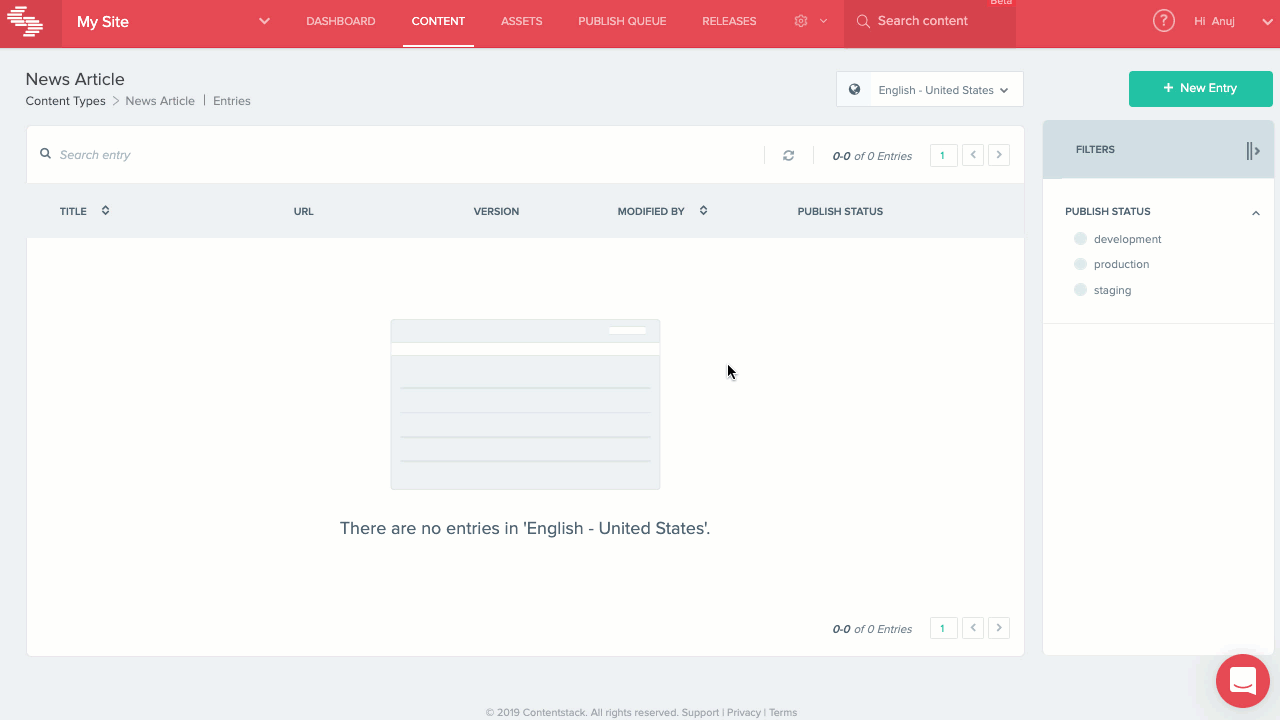 Beta
My Site DASHBOARD CONTENT ASSETS PUBLISH QUEUE RELEASES Search content ? Hi Anuj
News Article
Content Types > News Article | Entries
English - United States
+ New Entry
Search entry
0-0 of 0 Entries 1 < >
FILTERS
TITLE URL VERSION MODIFIED BY PUBLISH STATUS
PUBLISH STATUS
development
production
staging
There are no entries in 'English - United States'.
0-0 of 0 Entries 1 < >
© 2019 Contentstack. All rights reserved. Support | Privacy | Terms